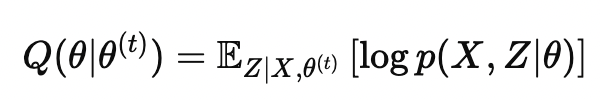 Q(θ|θ^{(t)}) = 𝔼_{Z|X,θ^{(t)}} [log p(X, Z|θ)]